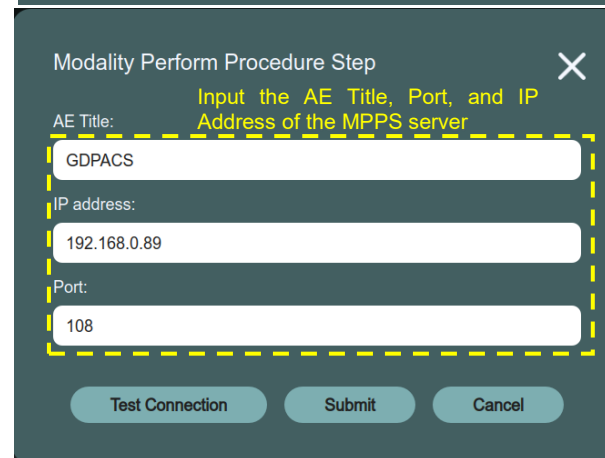 Modality Perform Procedure Step
Input the AE Title, Port, and IP
Address of the MPPS server
AE Title:
GDPACS
IP address:
192.168.0.89
Port:
108
Test Connection
Submit
Cancel